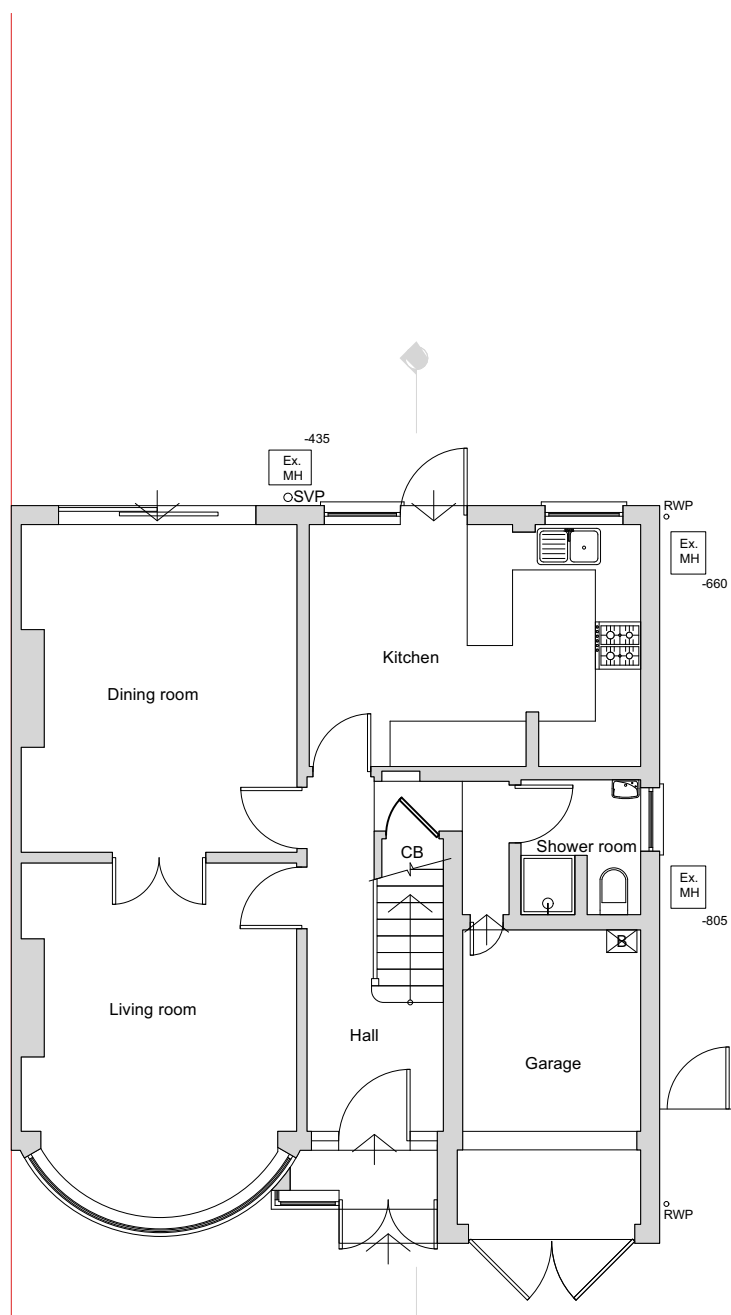 -435
Ex.
MH
SVP
RWP
Ex.
MH
-660
Kitchen
Dining room
CB
Shower room
Ex.
MH
-805
B
Living room
Hall
Garage
RWP